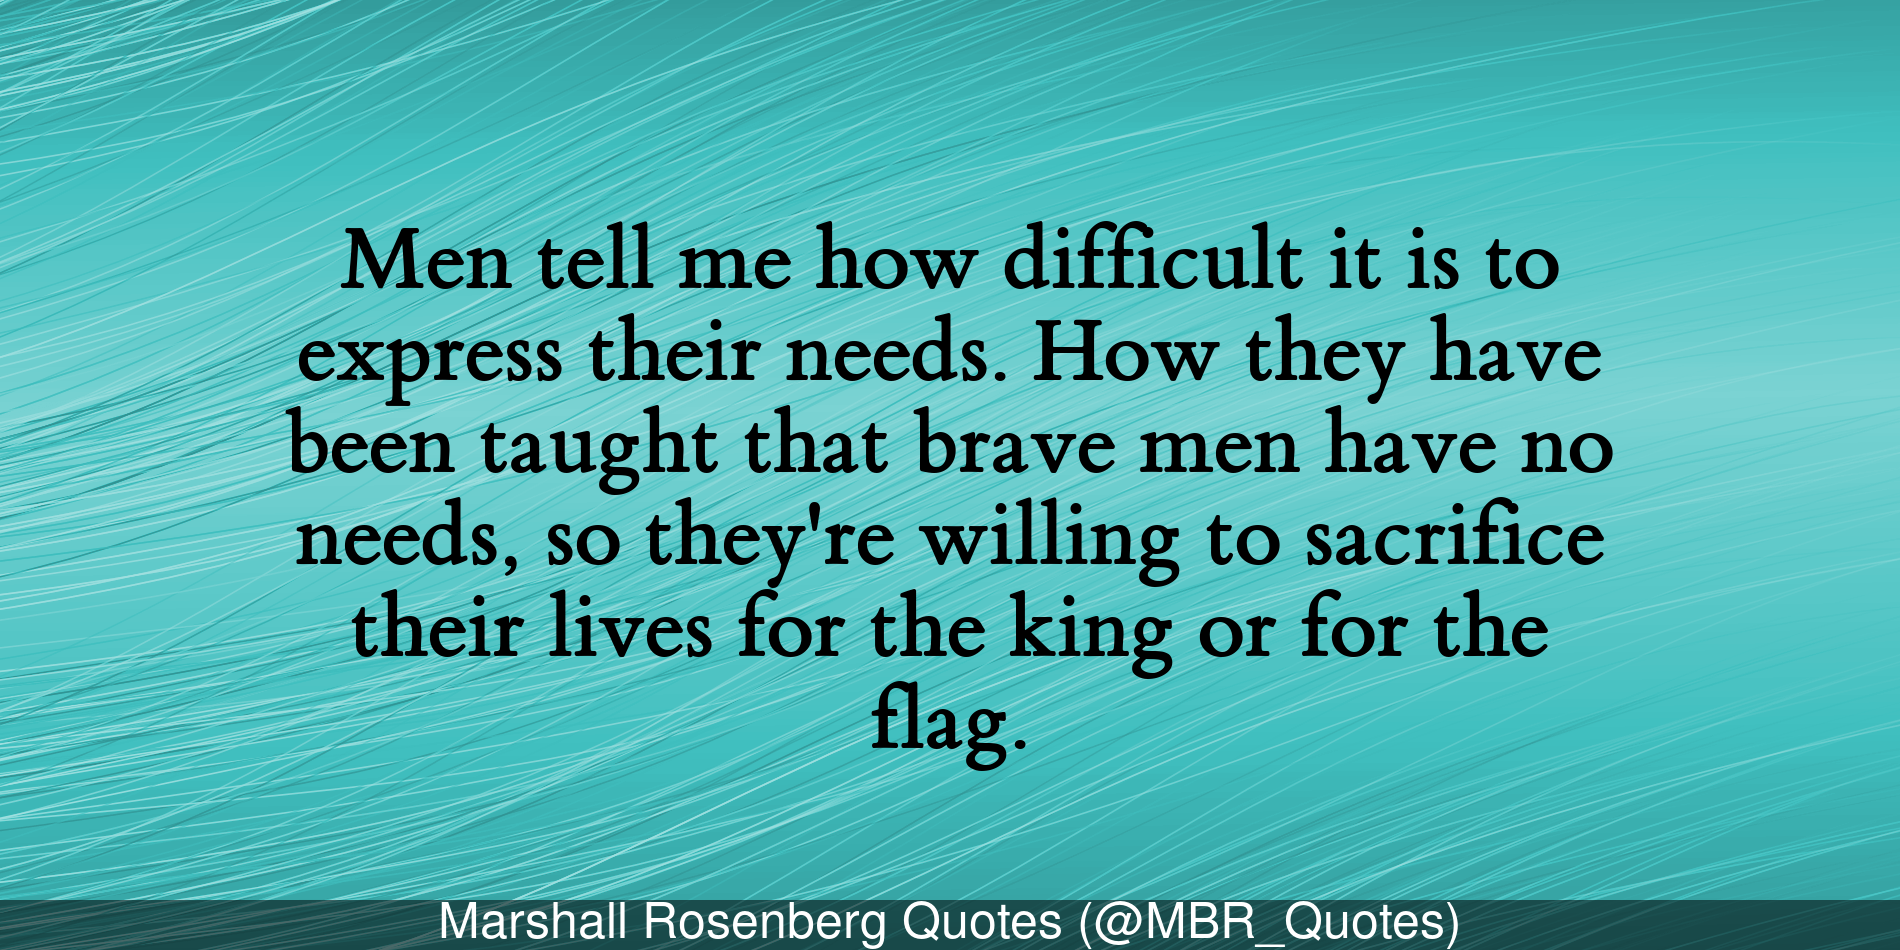 Men tell me how difficult it is to
express their needs. How they have
been taught that brave men have no
needs, so they're willing to sacrifice
their lives for the king or for the
flag.
Marshall Rosenberg Quotes (@MBR_Quotes)